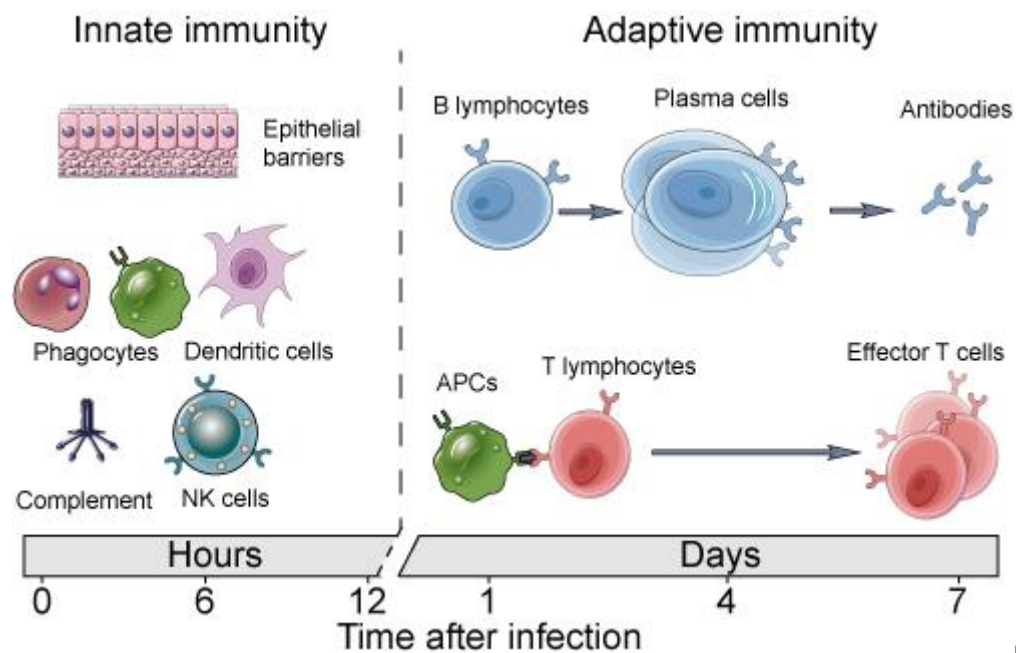 Innate immunity
Adaptive immunity
Epithelial
barriers
B lymphocytes
Plasma cells
Antibodies
Phagocytes
Dendritic cells
APCs
T lymphocytes
Effector T cells
Complement
NK cells
Hours
Days
0
6
12
1
4
7
Time after infection